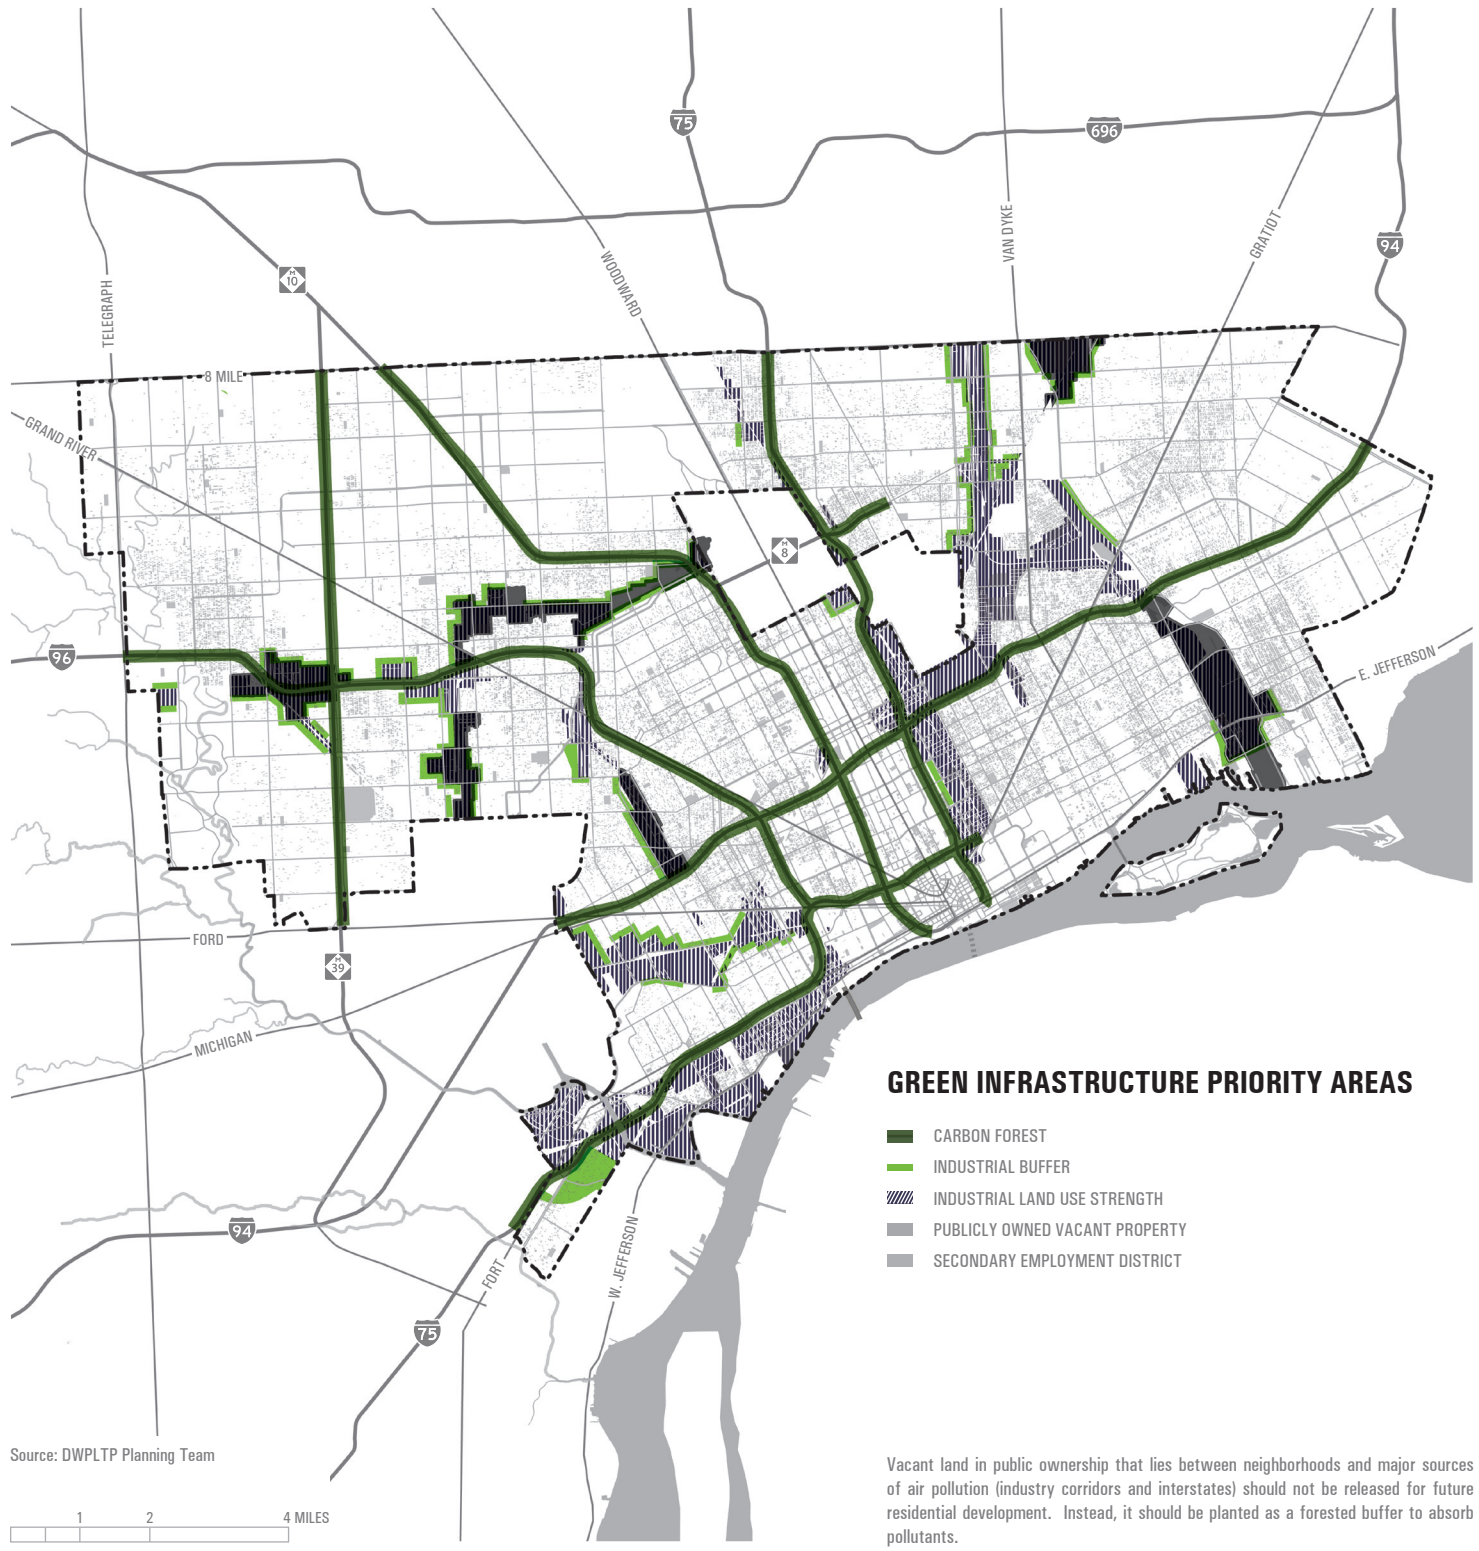 75
696
94
M
10
TELEGRAPH
WOODWARD
VAN DYKE
GRATIOT
8 MILE
GRAND RIVER
M
8
96
E. JEFFERSON
FORD
M
39
MICHIGAN
94
FORT
W. JEFFERSON
75
GREEN INFRASTRUCTURE PRIORITY AREAS
CARBON FOREST
INDUSTRIAL BUFFER
INDUSTRIAL LAND USE STRENGTH
PUBLICLY OWNED VACANT PROPERTY
SECONDARY EMPLOYMENT DISTRICT
Source: DWPLTP Planning Team
1 2 4 MILES
Vacant land in public ownership that lies between neighborhoods and major sources
of air pollution (industry corridors and interstates) should not be released for future
residential development. Instead, it should be planted as a forested buffer to absorb
pollutants.